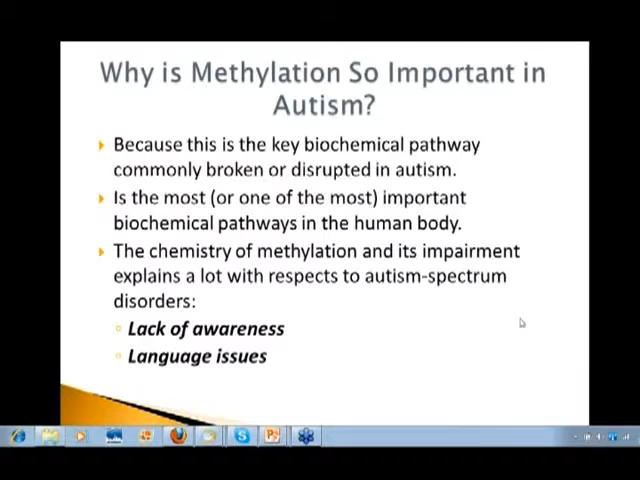 Why is Methylation So Important in
Autism?
Because this is the key biochemical pathway
commonly broken or disrupted in autism.
Is the most (or one of the most) important
biochemical pathways in the human body.
The chemistry of methylation and its impairment
explains a lot with respects to autism-spectrum
disorders:
Lack of awareness
Language issues